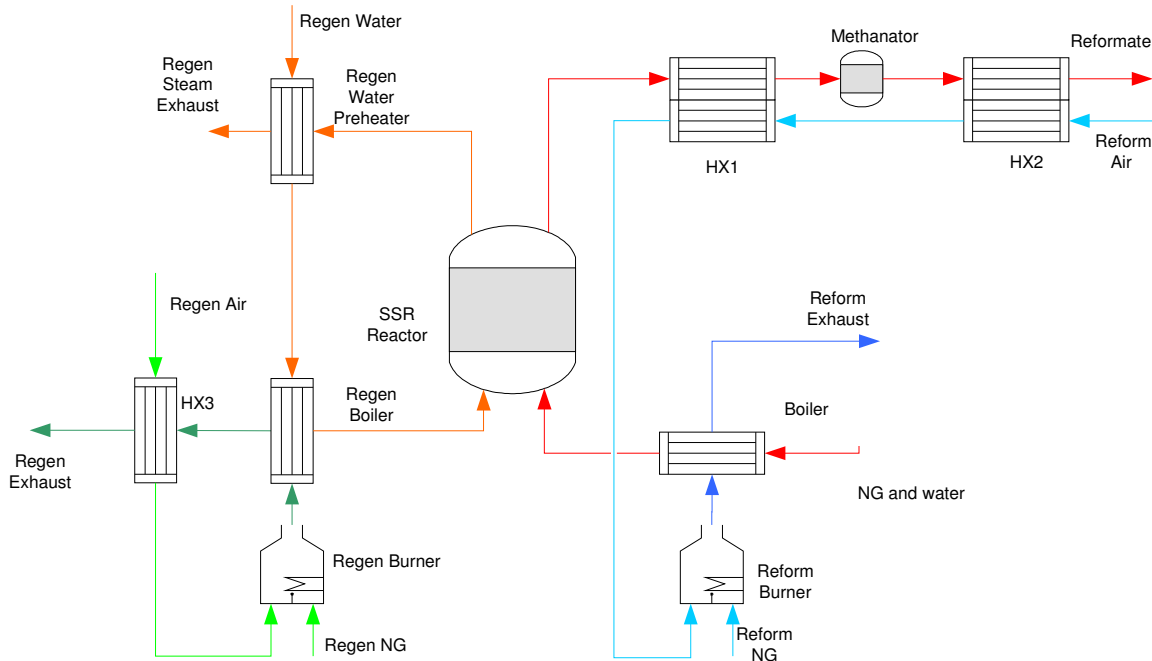 Regen Water
Regen
Steam
Exhaust
Regen
Water
Preheater
Methanator
Reformate
HX1
HX2
Reform
Air
Regen Air
SSR
Reactor
Reform
Exhaust
HX3
Regen
Boiler
Boiler
Regen
Exhaust
NG and water
Regen Burner
Reform
Burner
Regen NG
Reform
NG